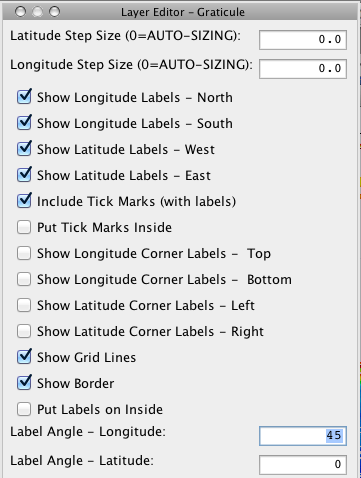 Layer Editor – Graticule
Latitude Step Size (0=AUTO-SIZING): 0.0
Longitude Step Size (0=AUTO-SIZING): 0.0
Show Longitude Labels – North
Show Longitude Labels – South
Show Latitude Labels – West
Show Latitude Labels – East
Include Tick Marks (with labels)
Put Tick Marks Inside
Show Longitude Corner Labels – Top
Show Longitude Corner Labels – Bottom
Show Latitude Corner Labels – Left
Show Latitude Corner Labels – Right
Show Grid Lines
Show Border
Put Labels on Inside
Label Angle – Longitude: 45
Label Angle – Latitude: 0